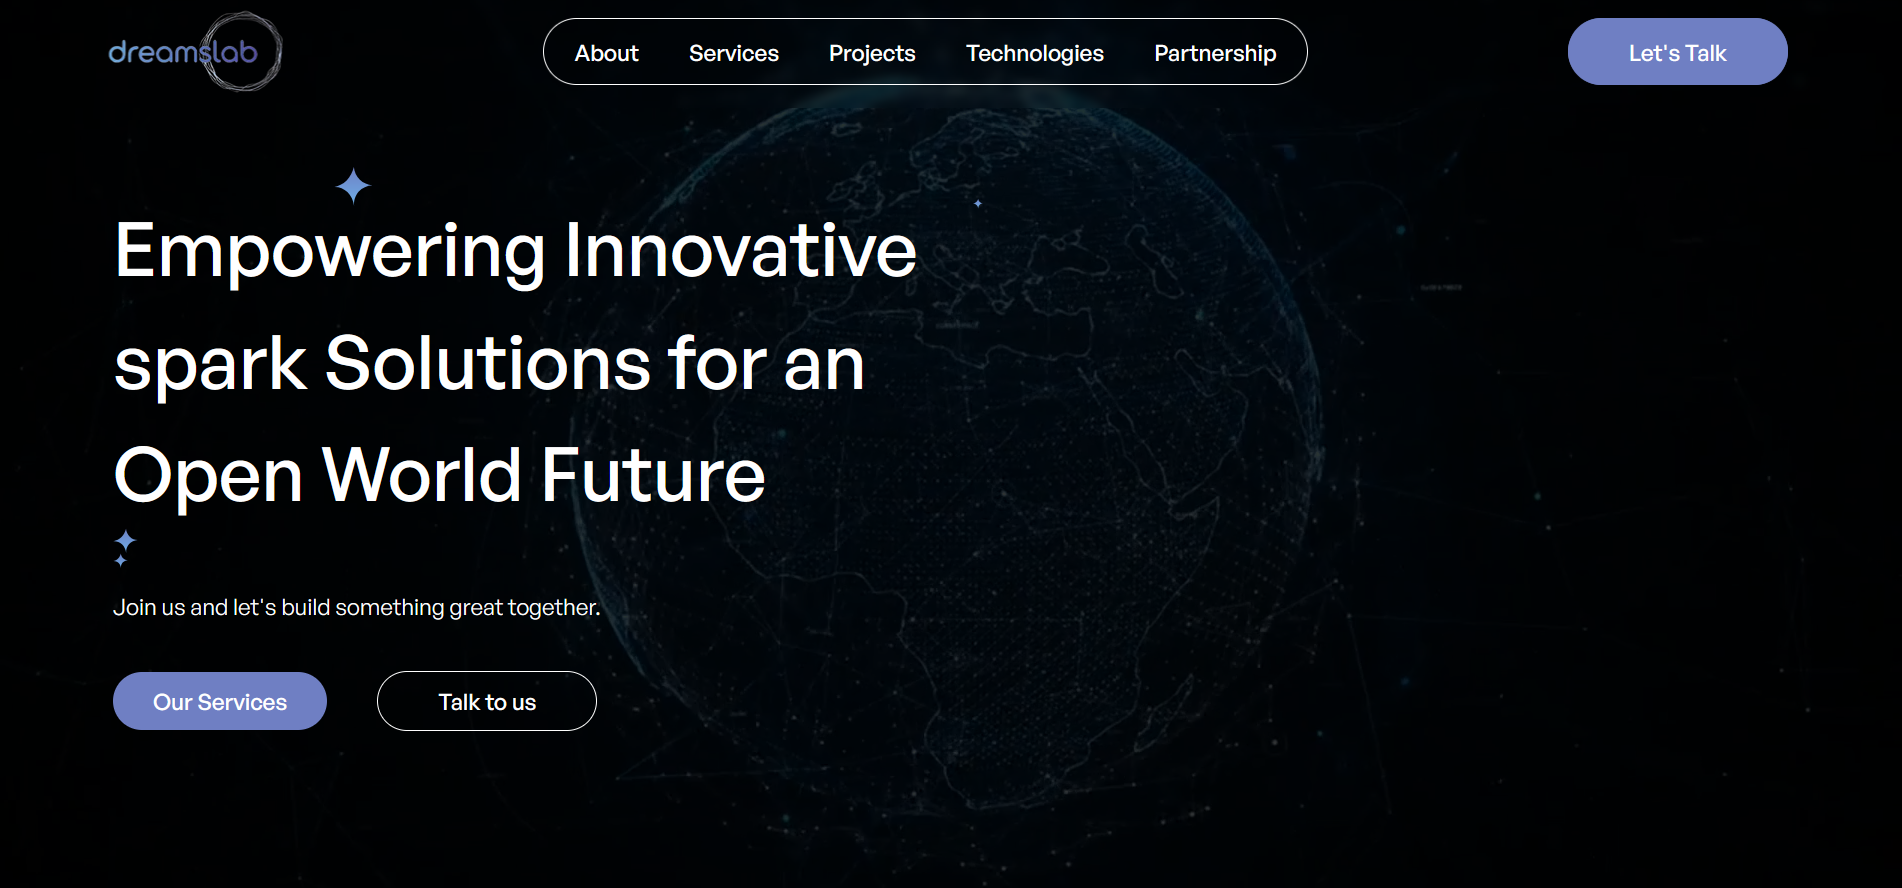 dreamslab
About
Services
Projects
Technologies
Partnership
Let's Talk
Empowering Innovative
spark Solutions for an
Open World Future
Join us and let's build something great together.
Our Services
Talk to us